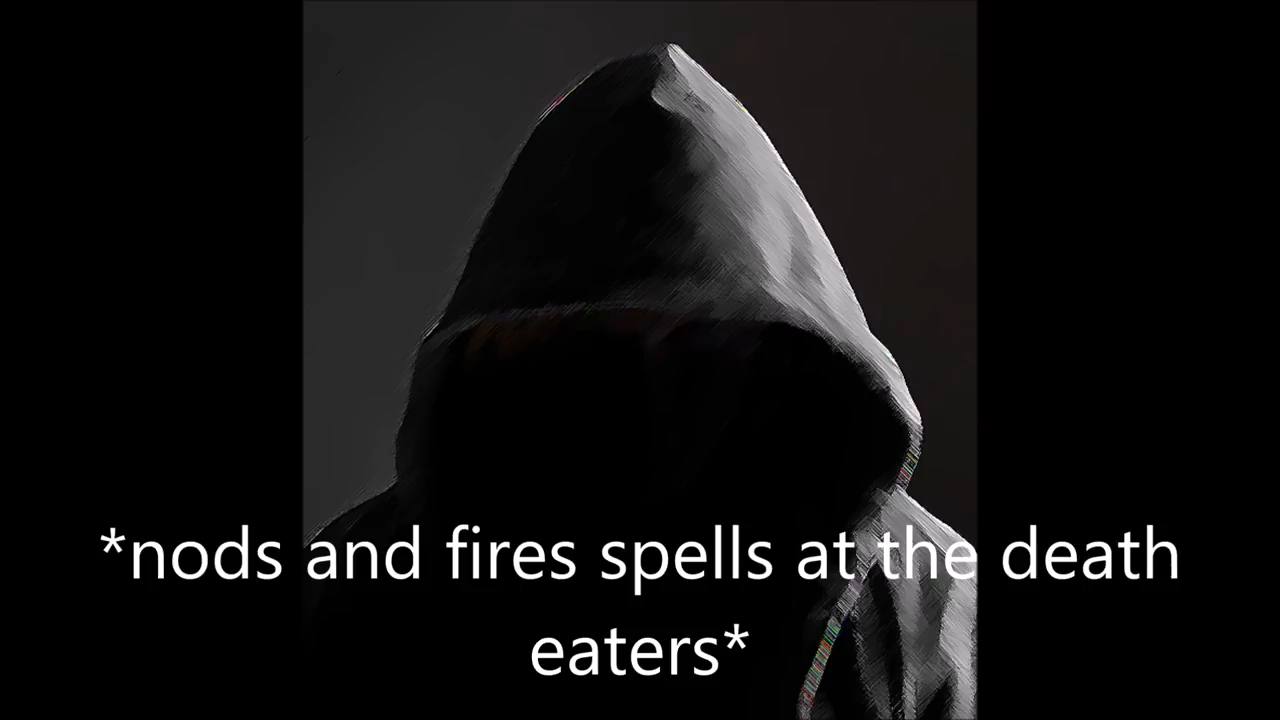 *nods and fires spells at the death
eaters*